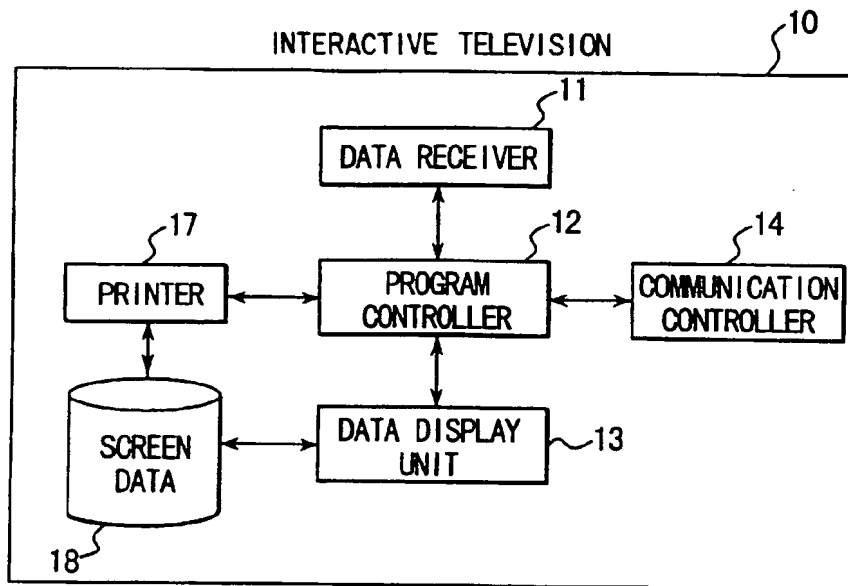 INTERACTIVE TELEVISION
10
11
DATA RECEIVER
17
12
14
PRINTER
PROGRAM
CONTROLLER
COMMUNICATION
CONTROLLER
SCREEN
DATA
DATA DISPLAY
UNIT
13
18